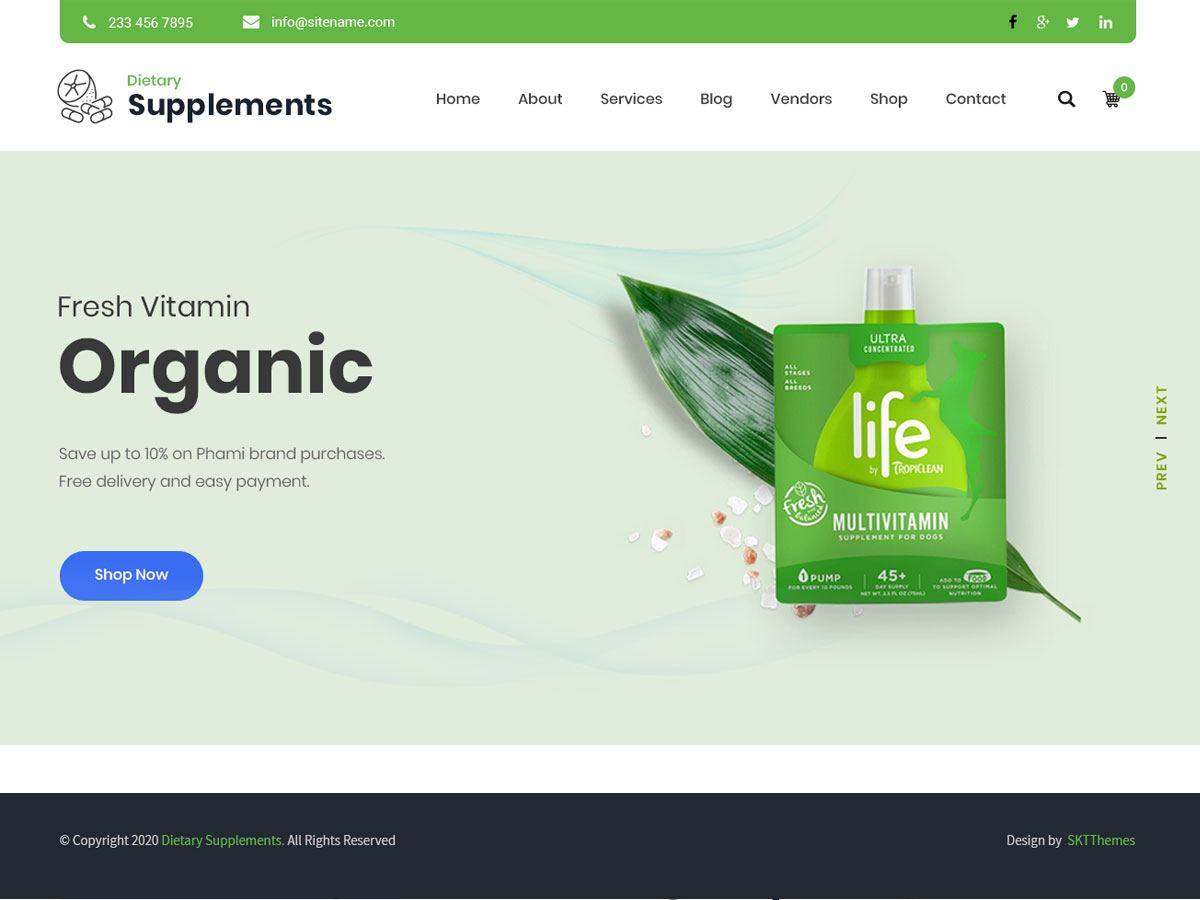 233 456 7895
info@sitename.com
Dietary
Supplements
Home About Services Blog Vendors Shop Contact
0
Fresh Vitamin
Organic
Save up to 10% on Phami brand purchases.
Free delivery and easy payment.
Shop Now
ULTRA
CONCENTRATED
ALL
STAGES
ALL
BREEDS
life
by TROPICLEAN
fresh
balanced
MULTIVITAMIN
SUPPLEMENT FOR DOGS
1 PUMP
FOR EVERY 10 POUNDS
45+
DAY SUPPLY
NET WT. 2.5 FL OZ (75mL)
ADD TO FOOD
TO SUPPORT OPTIMAL
NUTRITION
PREV | NEXT
© Copyright 2020 Dietary Supplements. All Rights Reserved
Design by SKTThemes